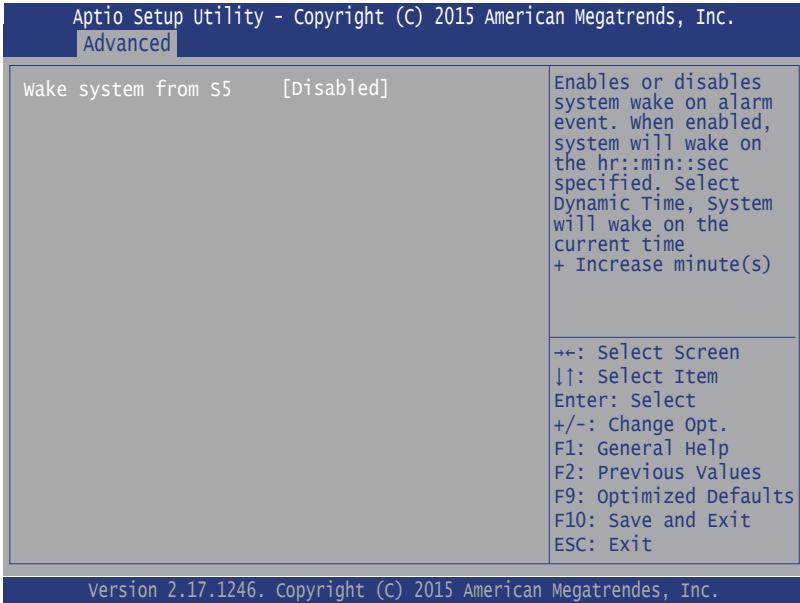 Aptio Setup Utility - Copyright (C) 2015 American Megatrends, Inc.
Advanced
Wake system from S5 [Disabled]
Enables or disables
system wake on alarm
event. When enabled,
system will wake on
the hr::min::sec
specified. Select
Dynamic Time, System
will wake on the
current time
+ Increase minute(s)
→←: Select Screen
↓↑: Select Item
Enter: Select
+/-: Change Opt.
F1: General Help
F2: Previous Values
F9: Optimized Defaults
F10: Save and Exit
ESC: Exit
Version 2.17.1246. Copyright (C) 2015 American Megatrendes, Inc.